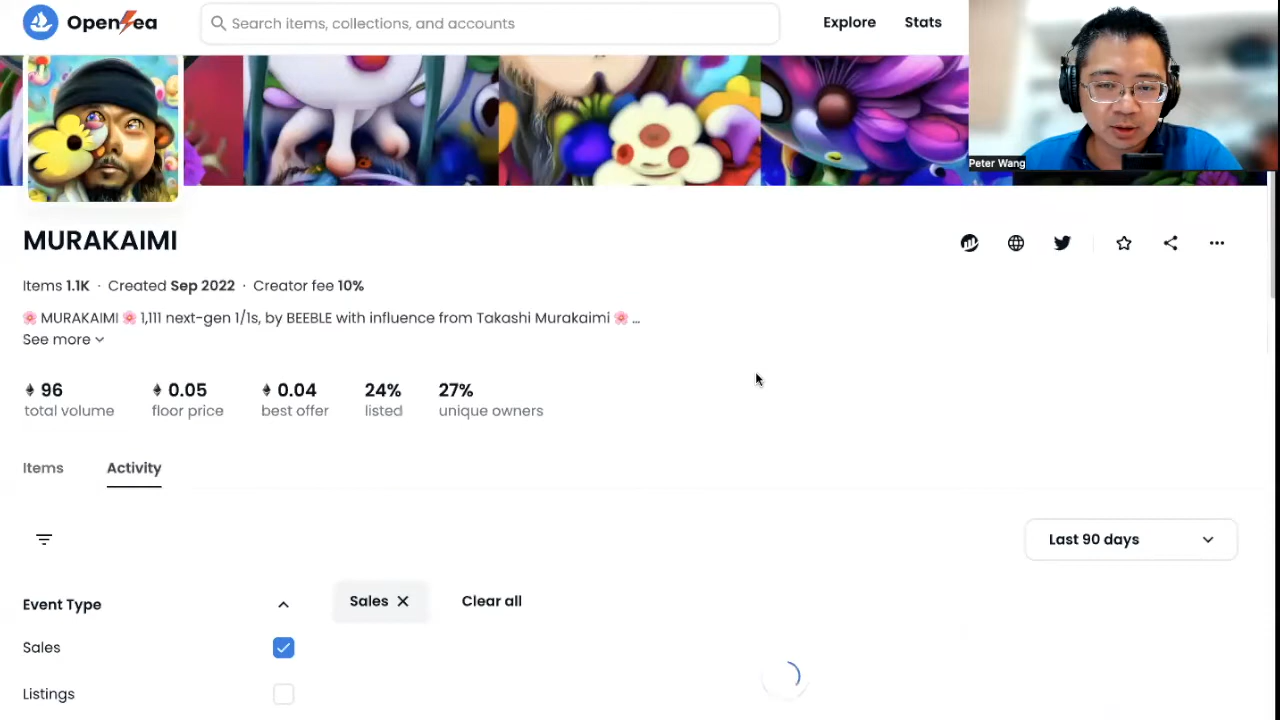 OpenSea
Search items, collections, and accounts
Explore
Stats
Peter Wang
MURAKAIMI
Items 1.1K · Created Sep 2022 · Creator fee 10%
🌸 MURAKAIMI 🌸 1,111 next-gen 1/1s, by BEEBLE with influence from Takashi Murakaimi 🌸 ...
See more
96
total volume
0.05
floor price
0.04
best offer
24%
listed
27%
unique owners
Items
Activity
Last 90 days
Event Type
Sales
Clear all
Sales
Listings